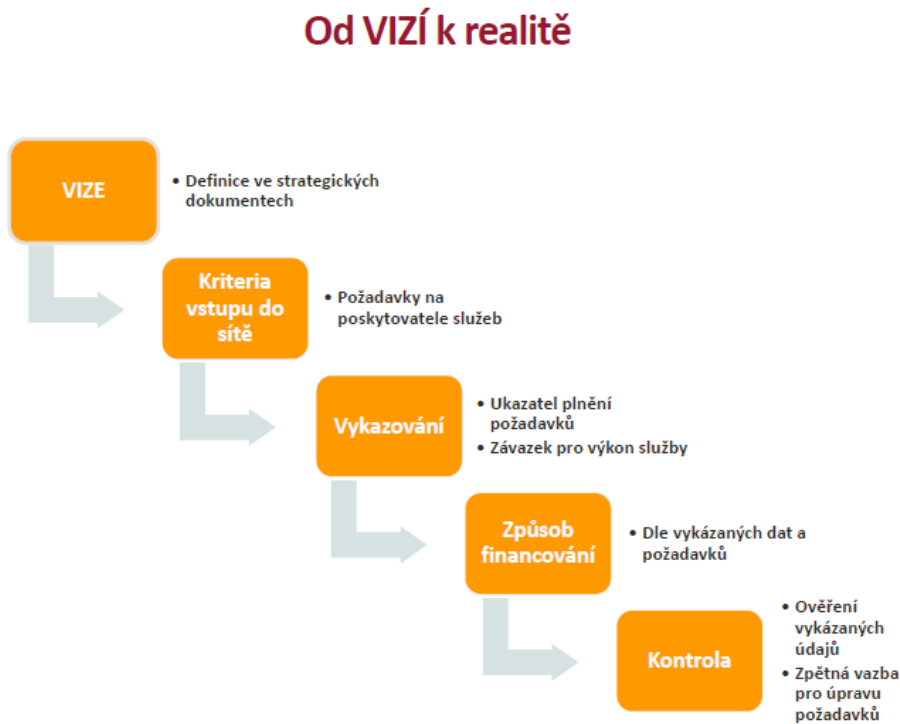 Od VIZÍ k realitě
VIZE
• Definice ve strategických
dokumentech
Kriteria
vstupu do
sítě
• Požadavky na
poskytovatele služeb
Vykazování
• Ukazatel plnění
požadavků
• Závazek pro výkon služby
Způsob
financování
• Dle vykázaných dat a
požadavků
Kontrola
• Ověření
vykázaných
údajů
• Zpětná vazba
pro úpravu
požadavků